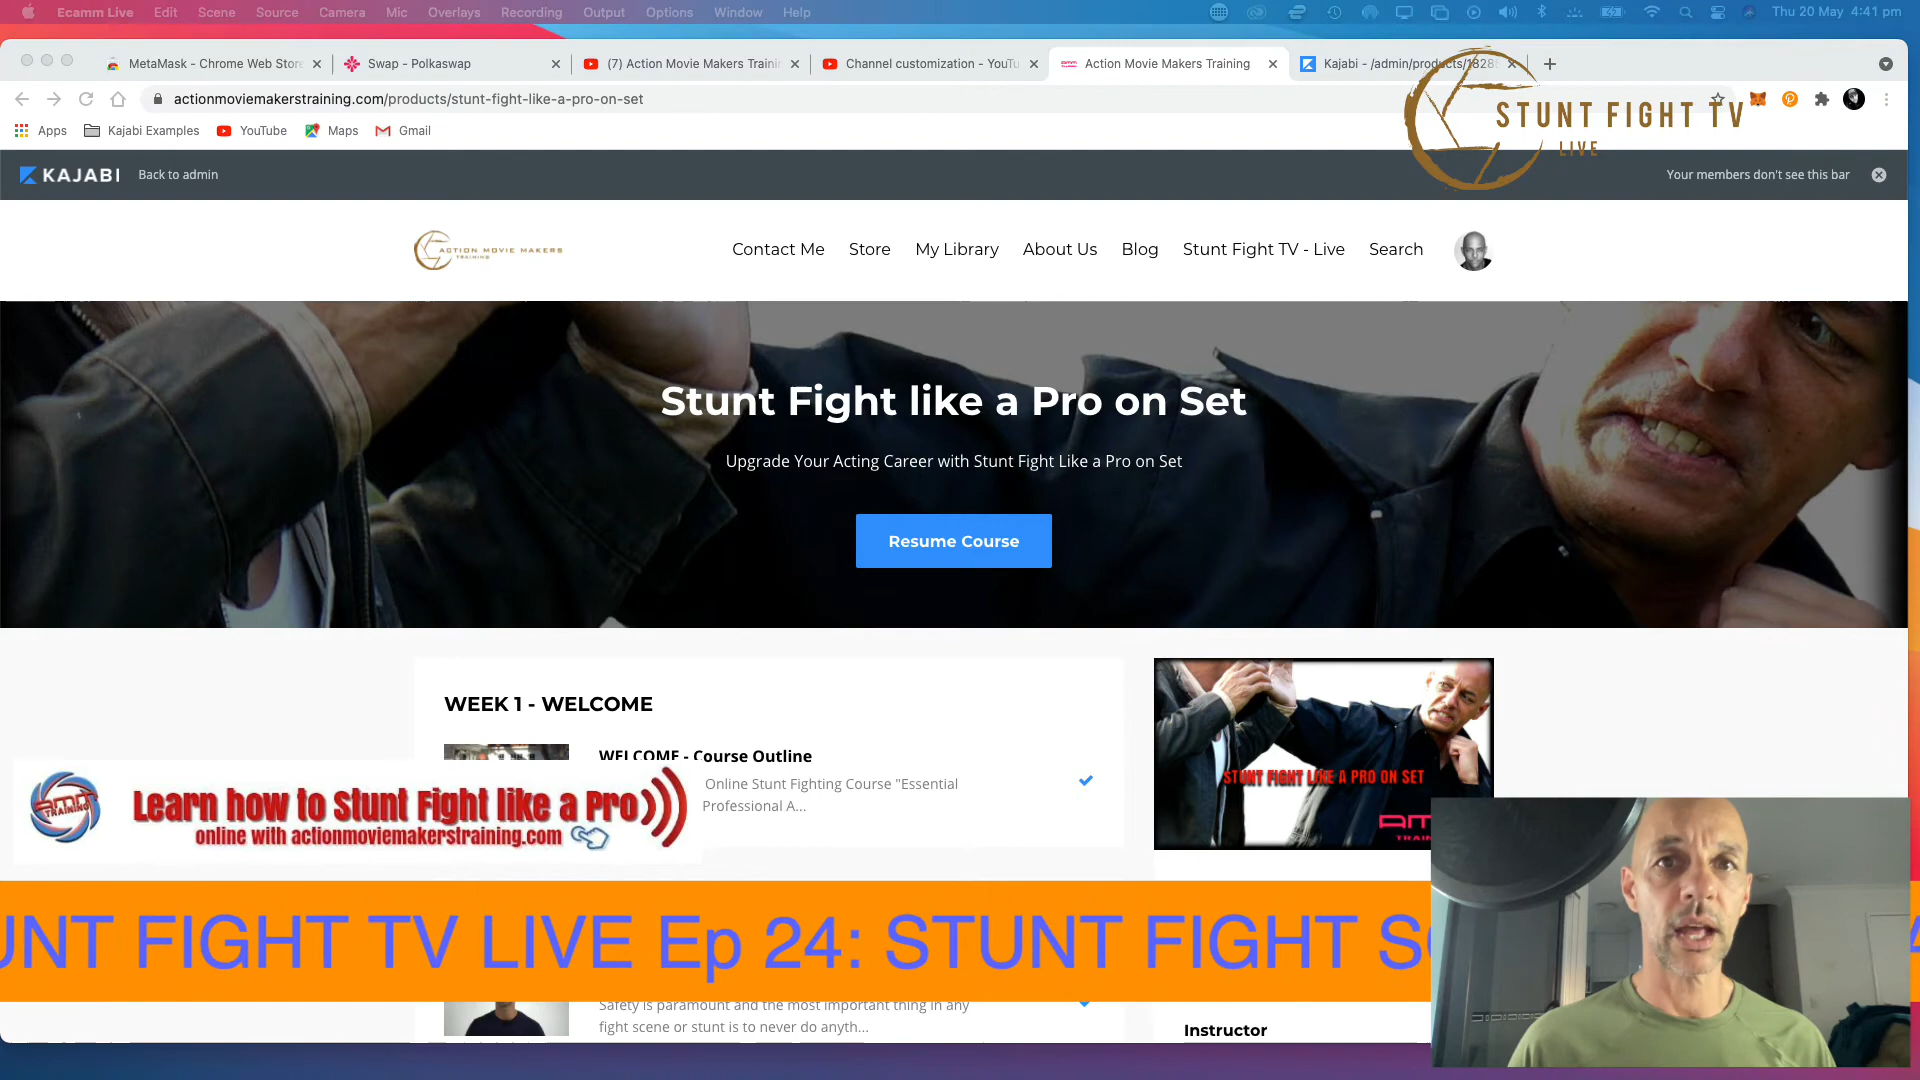 Ecamm Live Edit Scene Source Camera Mic Overlays Recording Output Options Window Help Thu 20 May 4:41 pm
MetaMask - Chrome Web Store Swap - Polkaswap (7) Action Movie Makers Trainin Channel customization - YouTu Action Movie Makers Training Kajabi - /admin/products/18288
actionmoviemakerstraining.com/products/stunt-fight-like-a-pro-on-set
STUNT FIGHT TV
LIVE
Apps Kajabi Examples YouTube Maps Gmail
KAJABI Back to admin Your members don't see this bar
ACTION MOVIE MAKERS
TRAINING
Contact Me Store My Library About Us Blog Stunt Fight TV - Live Search
Stunt Fight like a Pro on Set
Upgrade Your Acting Career with Stunt Fight Like a Pro on Set
Resume Course
WEEK 1 - WELCOME
WELCOME - Course Outline
Online Stunt Fighting Course "Essential
Professional A...
STUNT FIGHT LIKE A PRO ON SET
AMM
TRAINING
Learn how to Stunt Fight like a Pro
online with actionmoviemakerstraining.com
UNT FIGHT TV LIVE Ep 24: STUNT FIGHT
Safety is paramount and the most important thing in any
fight scene or stunt is to never do anyth...
Instructor